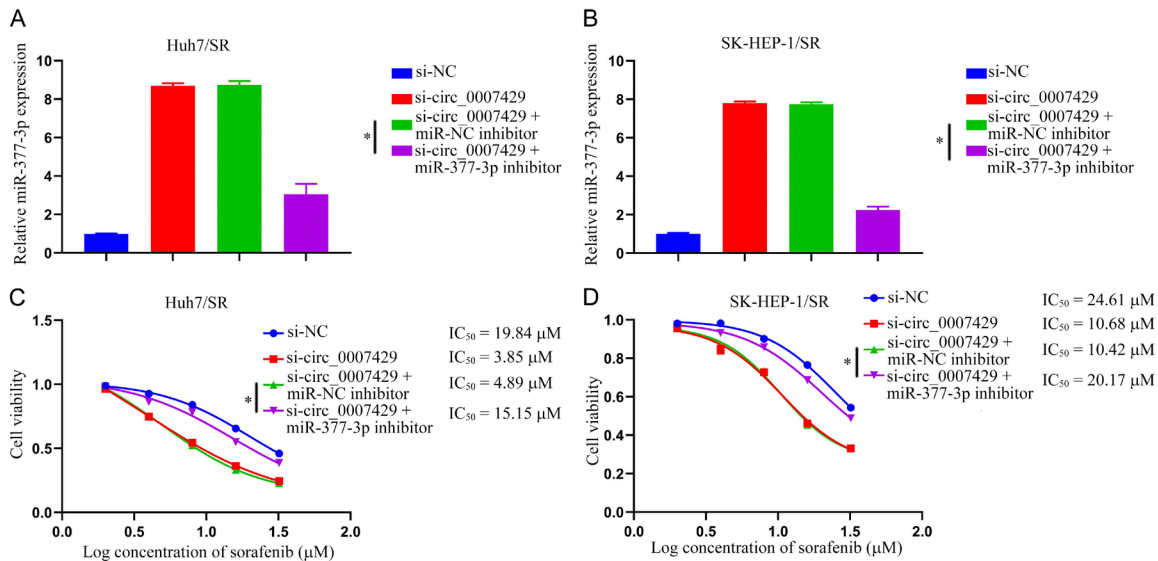 A
Huh7/SR
Relative miR-377-3p expression
10
8
6
4
2
0
si-NC
si-circ_0007429
si-circ_0007429 +
miR-NC inhibitor
si-circ_0007429 +
miR-377-3p inhibitor
*
B
SK-HEP-1/SR
Relative miR-377-3p expression
10
8
6
4
2
0
si-NC
si-circ_0007429
si-circ_0007429 +
miR-NC inhibitor
si-circ_0007429 +
miR-377-3p inhibitor
*
C
Huh7/SR
Cell viability
1.5
1.0
0.5
0.0
0.0 0.5 1.0 1.5 2.0
Log concentration of sorafenib (μM)
si-NC IC50 = 19.84 μM
si-circ_0007429 IC50 = 3.85 μM
si-circ_0007429 +
miR-NC inhibitor IC50 = 4.89 μM
*
si-circ_0007429 +
miR-377-3p inhibitor IC50 = 15.15 μM
D
SK-HEP-1/SR
Cell viability
1.0
0.8
0.6
0.4
0.2
0.0
0.0 0.5 1.0 1.5 2.0
Log concentration of sorafenib (μM)
si-NC IC50 = 24.61 μM
si-circ_0007429 IC50 = 10.68 μM
si-circ_0007429 +
miR-NC inhibitor IC50 = 10.42 μM
*
si-circ_0007429 +
miR-377-3p inhibitor IC50 = 20.17 μM